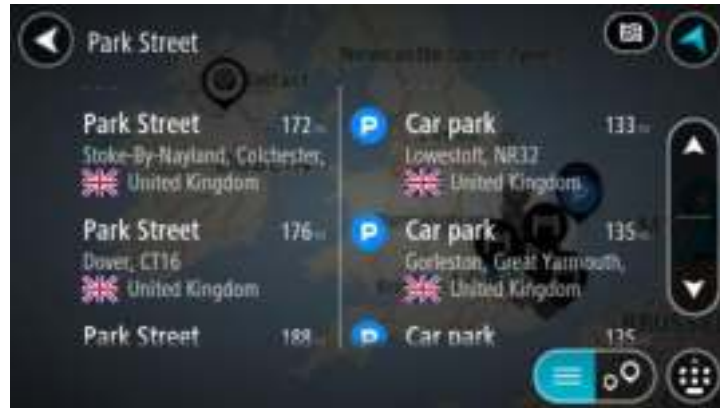 Park Street
Park Street 172
Stoke-By-Nayland, Colchester,
United Kingdom
Park Street 176
Dover, CT16
United Kingdom
Park Street 188
P Car park 133
Lowestoft, NR32
United Kingdom
P Car park 135
Gorleston, Great Yarmouth,
United Kingdom
P Car park 135